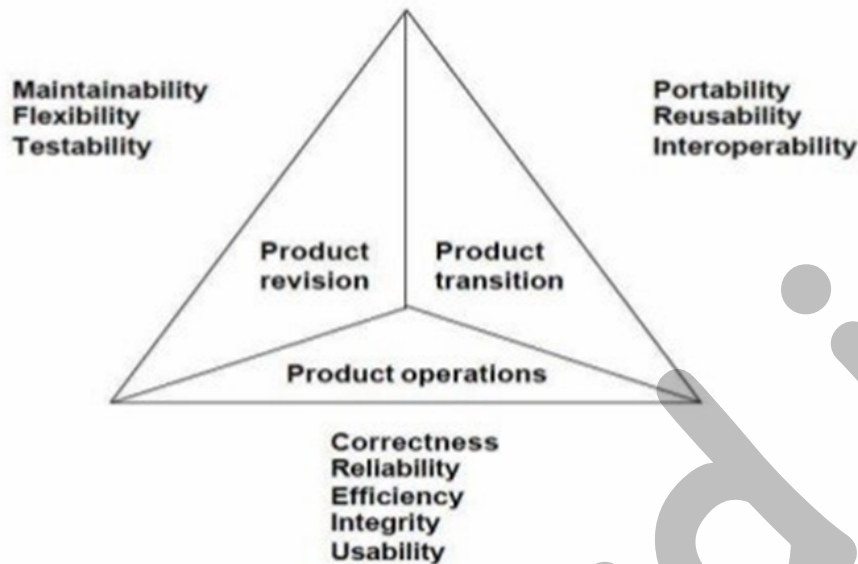 Maintainability
Flexibility
Testability
Portability
Reusability
Interoperability
Product
revision
Product
transition
Product operations
Correctness
Reliability
Efficiency
Integrity
Usability